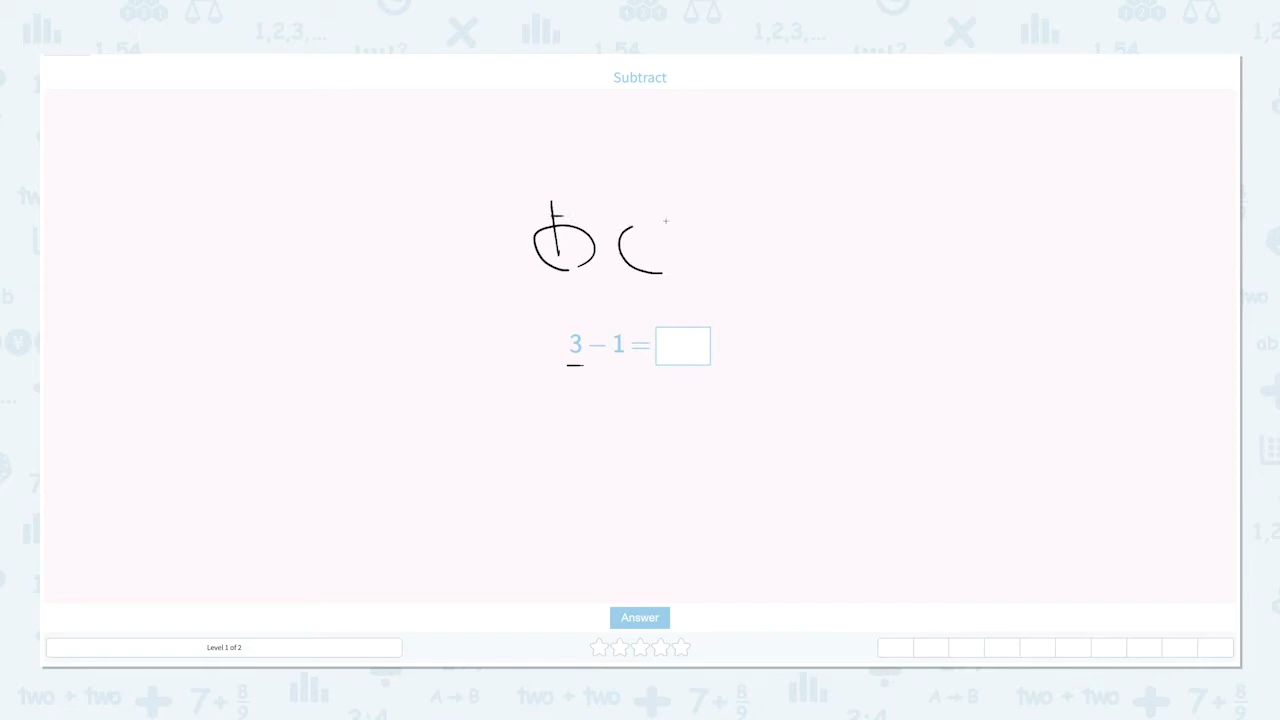 Subtract
3 − 1 =
Answer
Level 1 of 2